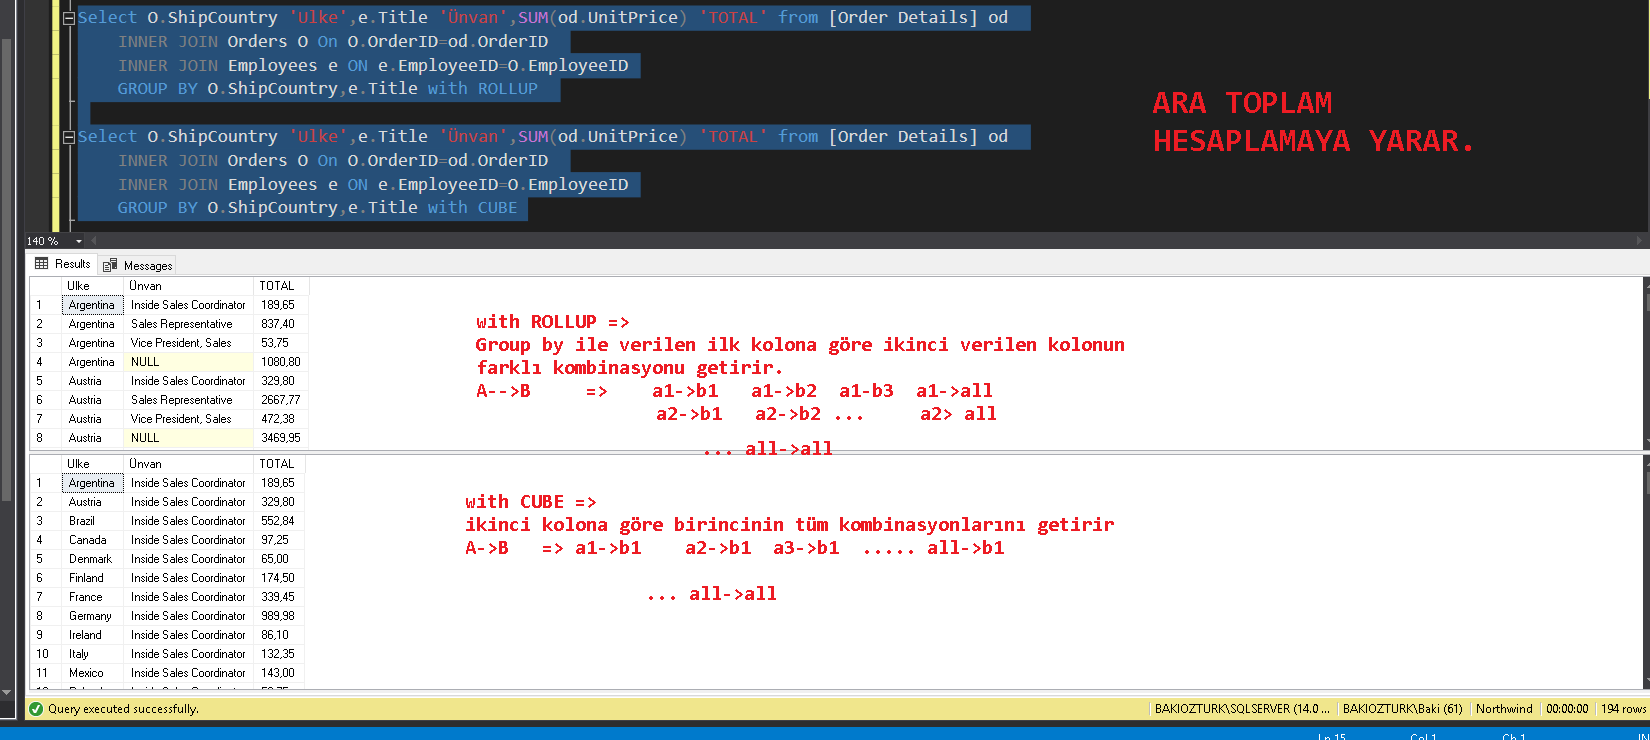 Select O.ShipCountry 'Ulke',e.Title 'Ünvan',SUM(od.UnitPrice) 'TOTAL' from [Order Details] od
INNER JOIN Orders O On O.OrderID=od.OrderID
INNER JOIN Employees e ON e.EmployeeID=O.EmployeeID
GROUP BY O.ShipCountry,e.Title with ROLLUP
Select O.ShipCountry 'Ulke',e.Title 'Ünvan',SUM(od.UnitPrice) 'TOTAL' from [Order Details] od
INNER JOIN Orders O On O.OrderID=od.OrderID
INNER JOIN Employees e ON e.EmployeeID=O.EmployeeID
GROUP BY O.ShipCountry,e.Title with CUBE
ARA TOPLAM
HESAPLAMAYA YARAR.
140 %
Results Messages
Ulke Ünvan TOTAL
1 Argentina Inside Sales Coordinator 189,65
2 Argentina Sales Representative 837,40
3 Argentina Vice President, Sales 53,75
4 Argentina NULL 1080,80
5 Austria Inside Sales Coordinator 329,80
6 Austria Sales Representative 2667,77
7 Austria Vice President, Sales 472,38
8 Austria NULL 3469,95
with ROLLUP =>
Group by ile verilen ilk kolona göre ikinci verilen kolonun
farklı kombinasyonu getirir.
A-->B => a1->b1 a1->b2 a1-b3 a1->all
a2->b1 a2->b2 ... a2> all
... all->all
Ulke Ünvan TOTAL
1 Argentina Inside Sales Coordinator 189,65
2 Austria Inside Sales Coordinator 329,80
3 Brazil Inside Sales Coordinator 552,84
4 Canada Inside Sales Coordinator 97,25
5 Denmark Inside Sales Coordinator 65,00
6 Finland Inside Sales Coordinator 174,50
7 France Inside Sales Coordinator 339,45
8 Germany Inside Sales Coordinator 989,98
9 Ireland Inside Sales Coordinator 86,10
10 Italy Inside Sales Coordinator 132,35
11 Mexico Inside Sales Coordinator 143,00
with CUBE =>
ikinci kolona göre birincinin tüm kombinasyonlarını getirir
A->B => a1->b1 a2->b1 a3->b1 ..... all->b1
... all->all
Query executed successfully.
BAKIOZTURK\SQLSERVER (14.0 ... BAKIOZTURK\Baki (61) Northwind 00:00:00 194 rows
Ln 15 Col 1 Ch 1